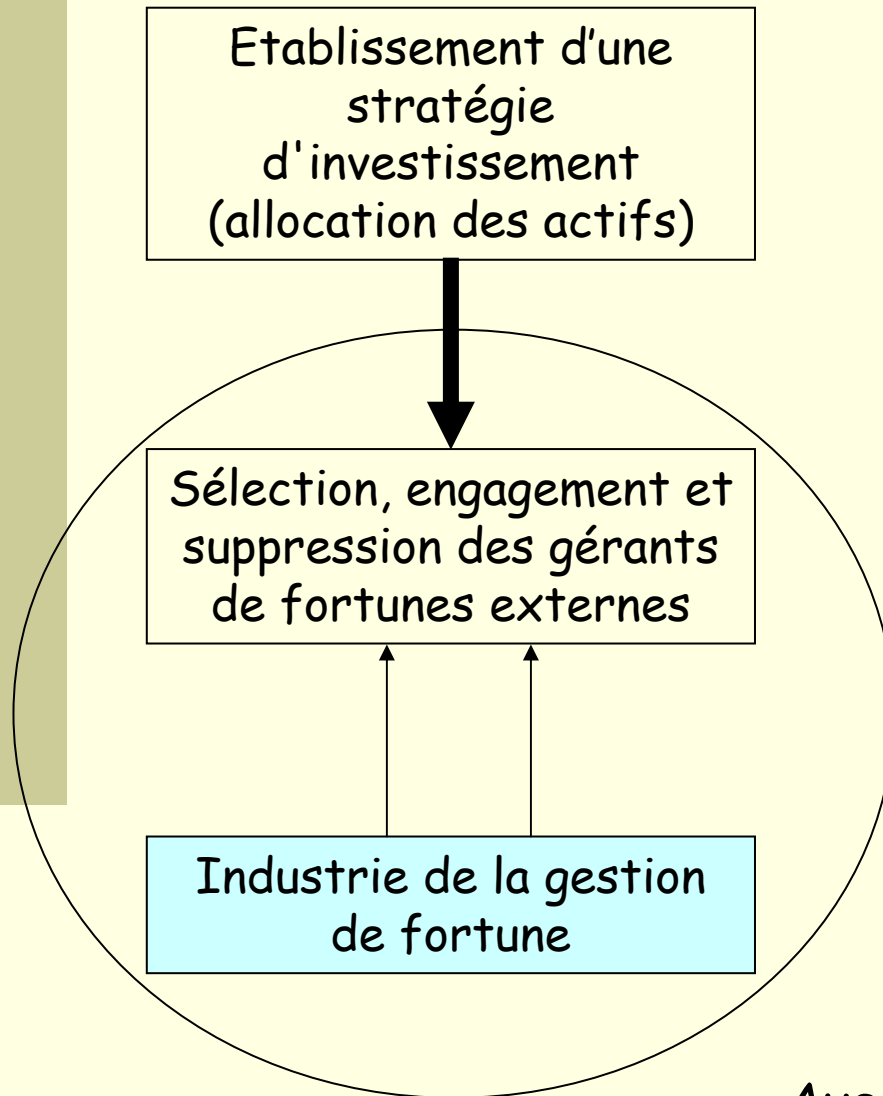 Etablissement d’une
stratégie
d'investissement
(allocation des actifs)
Sélection, engagement et
suppression des gérants
de fortunes externes
Industrie de la gestion
de fortune